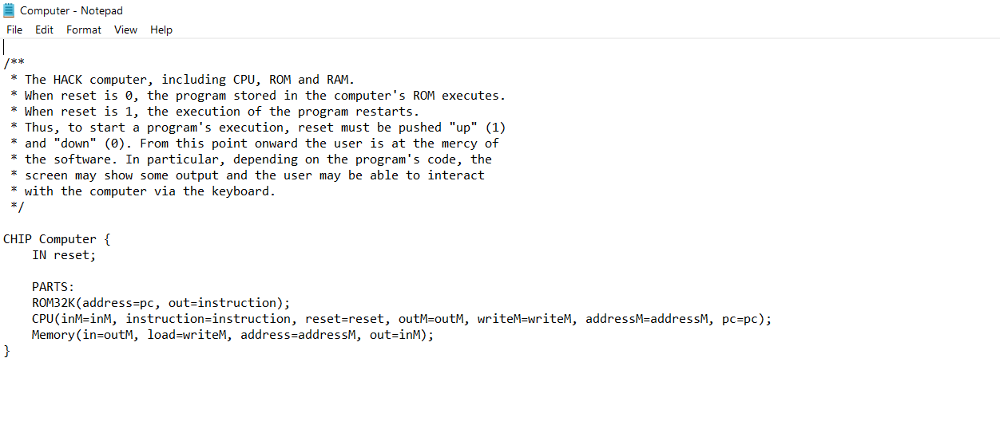 Computer - Notepad
File Edit Format View Help
/**
 * The HACK computer, including CPU, ROM and RAM.
 * When reset is 0, the program stored in the computer's ROM executes.
 * When reset is 1, the execution of the program restarts.
 * Thus, to start a program's execution, reset must be pushed "up" (1)
 * and "down" (0). From this point onward the user is at the mercy of
 * the software. In particular, depending on the program's code, the
 * screen may show some output and the user may be able to interact
 * with the computer via the keyboard.
 */
CHIP Computer {
    IN reset;
    PARTS:
    ROM32K(address=pc, out=instruction);
    CPU(inM=inM, instruction=instruction, reset=reset, outM=outM, writeM=writeM, addressM=addressM, pc=pc);
    Memory(in=outM, load=writeM, address=addressM, out=inM);
}